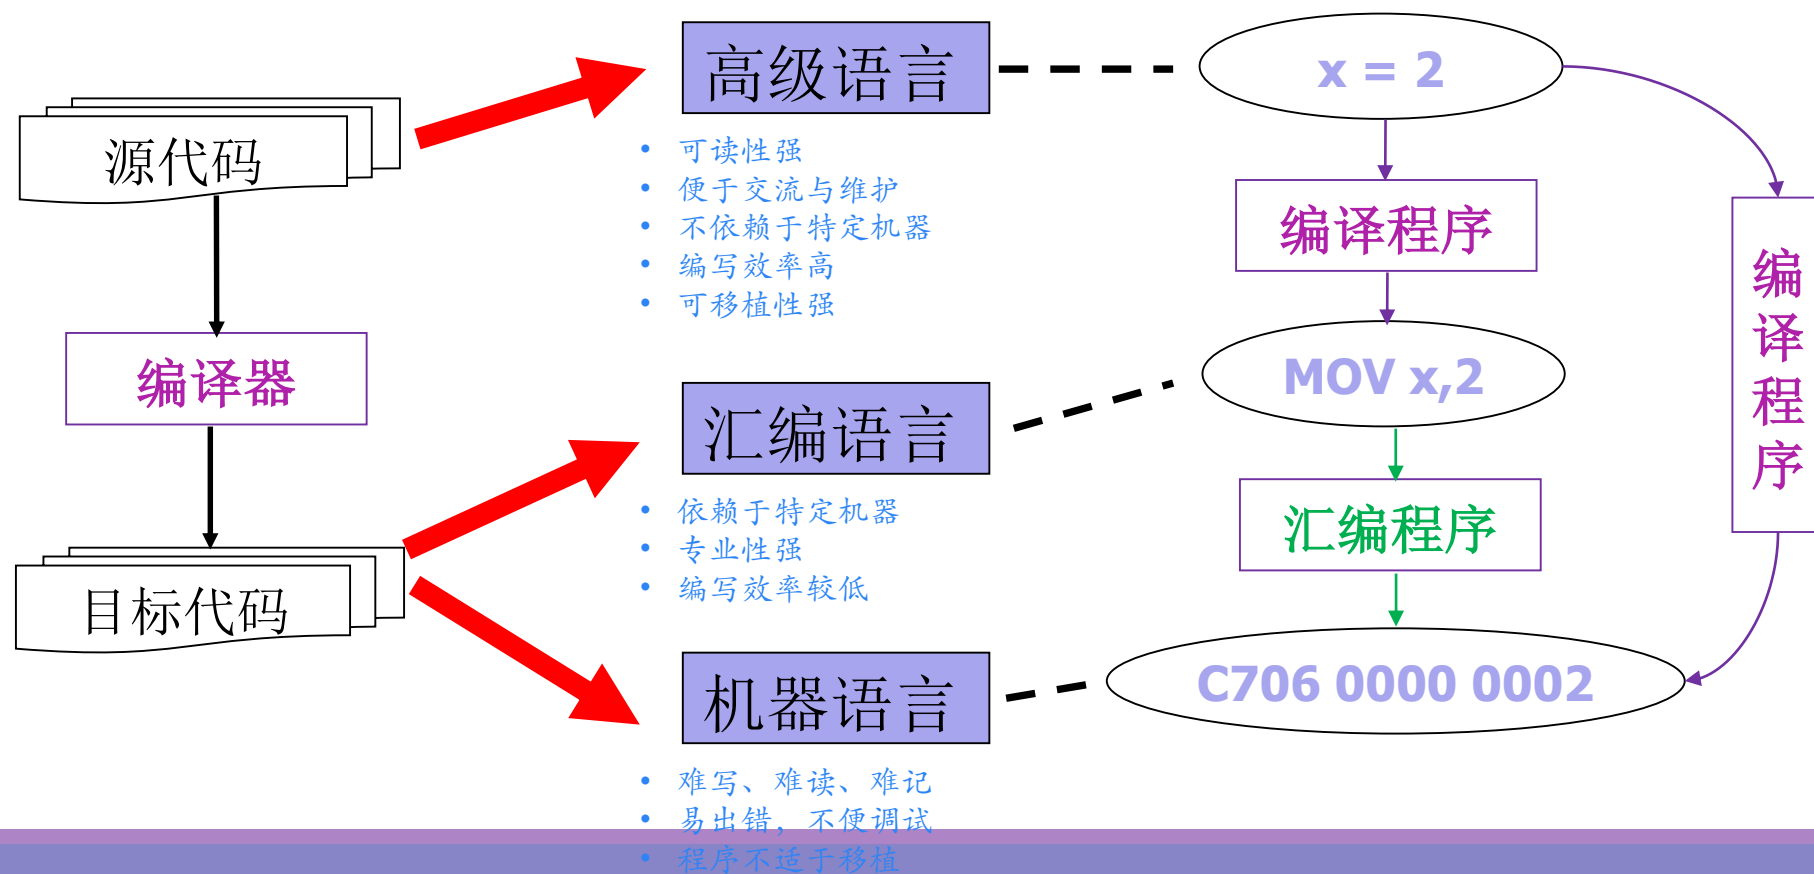 源代码
编译器
目标代码
高级语言
• 可读性强
• 便于交流与维护
• 不依赖于特定机器
• 编写效率高
• 可移植性强
汇编语言
• 依赖于特定机器
• 专业性强
• 编写效率较低
机器语言
• 难写、难读、难记
• 易出错，不便调试
• 程序不适于移植
x = 2
编译程序
MOV x,2
汇编程序
C706 0000 0002
编译程序